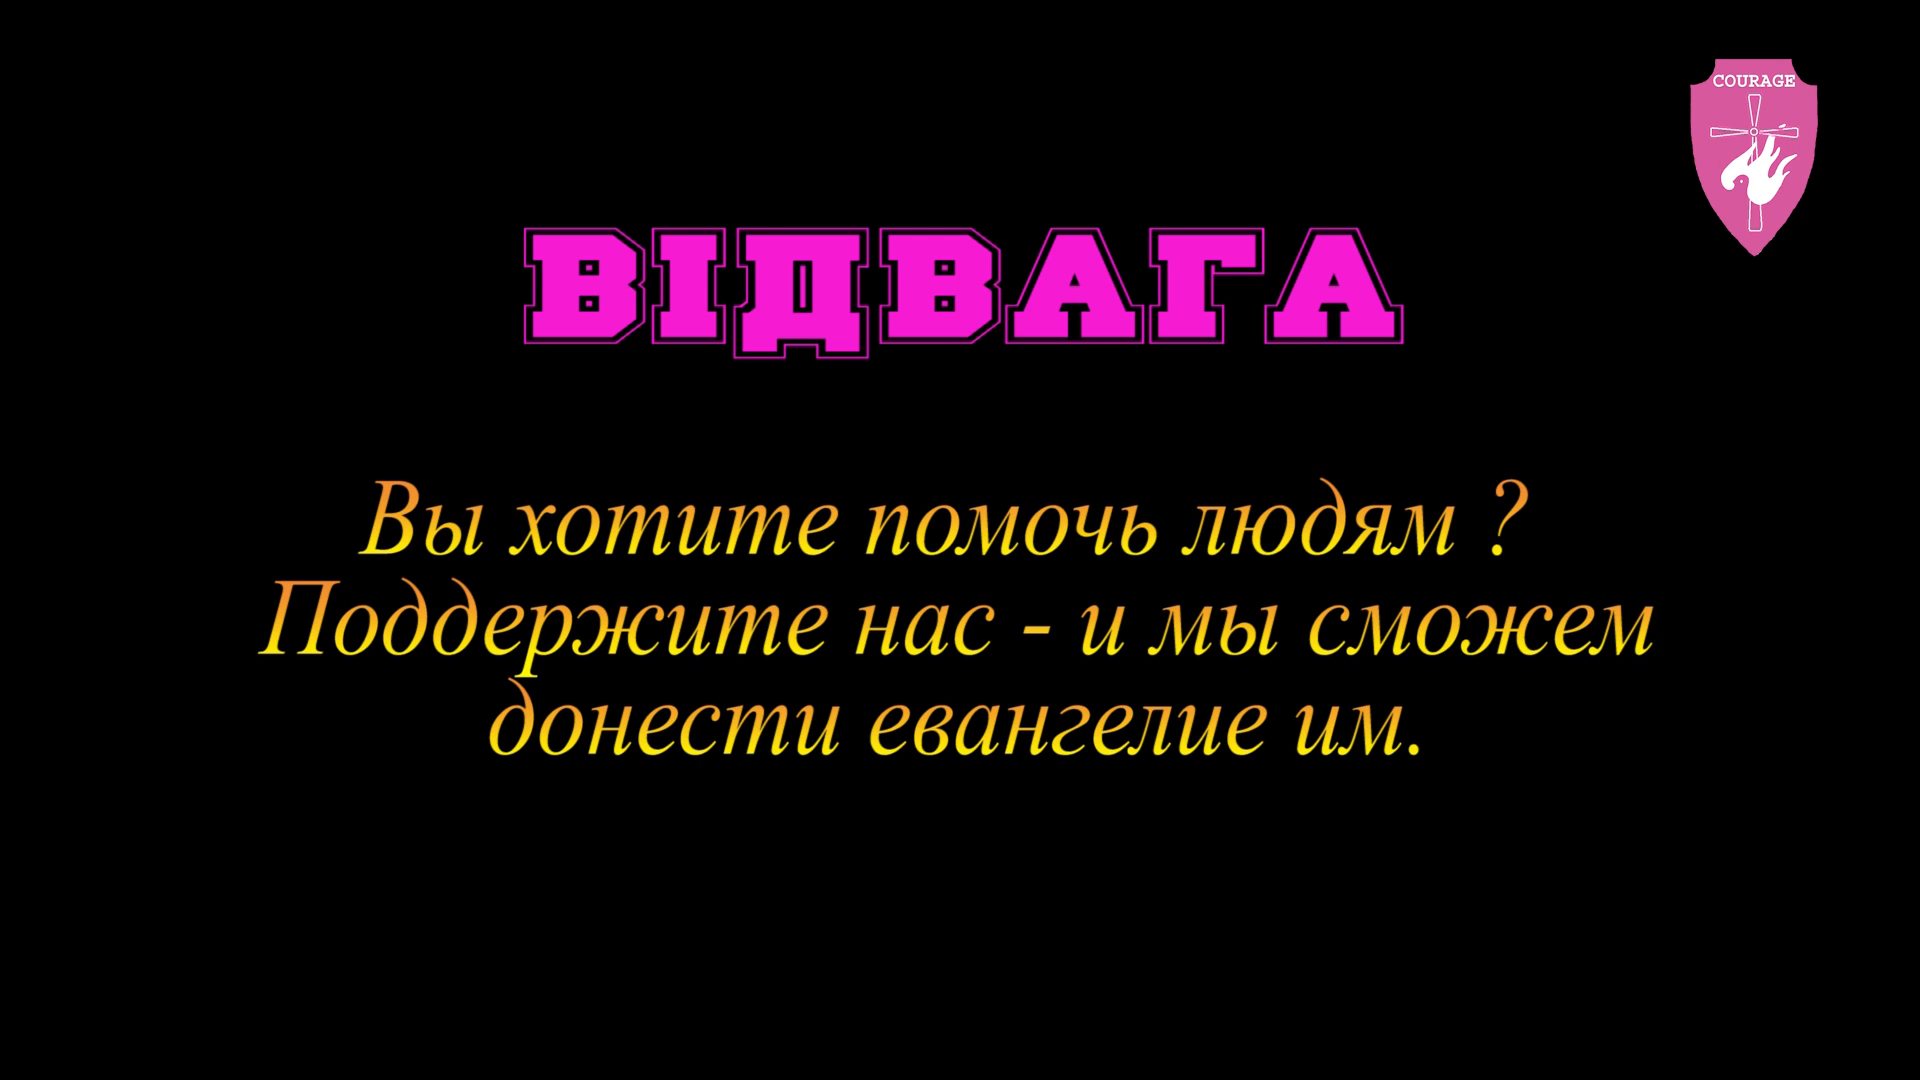 COURAGE
ВІДВАГА
Вы хотите помочь людям ?
Поддержите нас - и мы сможем
донести евангелие им.